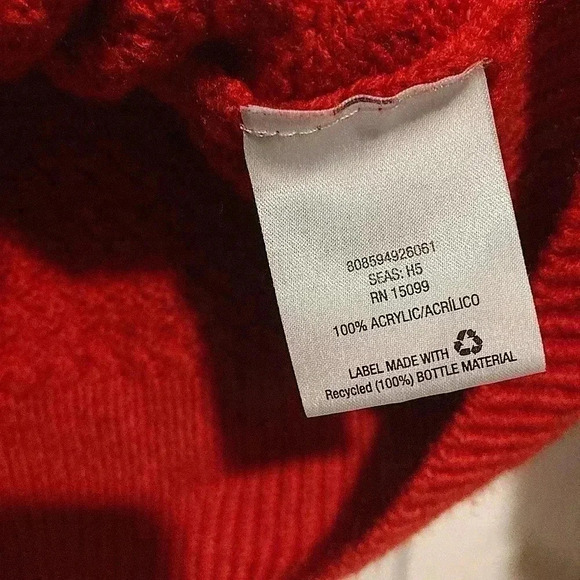 808594926061
SEAS: H5
RN 15099
100% ACRYLIC/ACRÍLICO
LABEL MADE WITH
Recycled (100%) BOTTLE MATERIAL